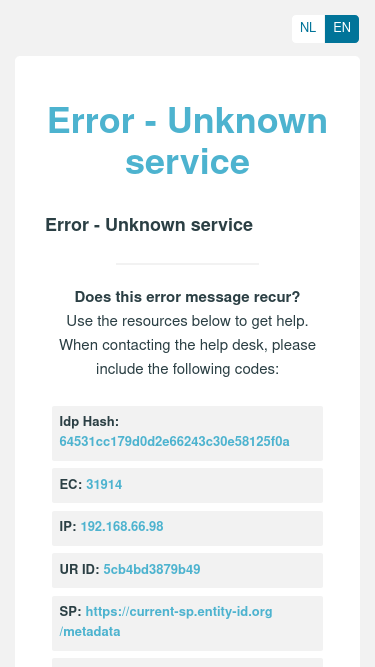 NL EN
Error - Unknown
service
Error - Unknown service
Does this error message recur?
Use the resources below to get help.
When contacting the help desk, please
include the following codes:
Idp Hash:
64531cc179d0d2e66243c30e58125f0a
EC: 31914
IP: 192.168.66.98
UR ID: 5cb4bd3879b49
SP: https://current-sp.entity-id.org
/metadata